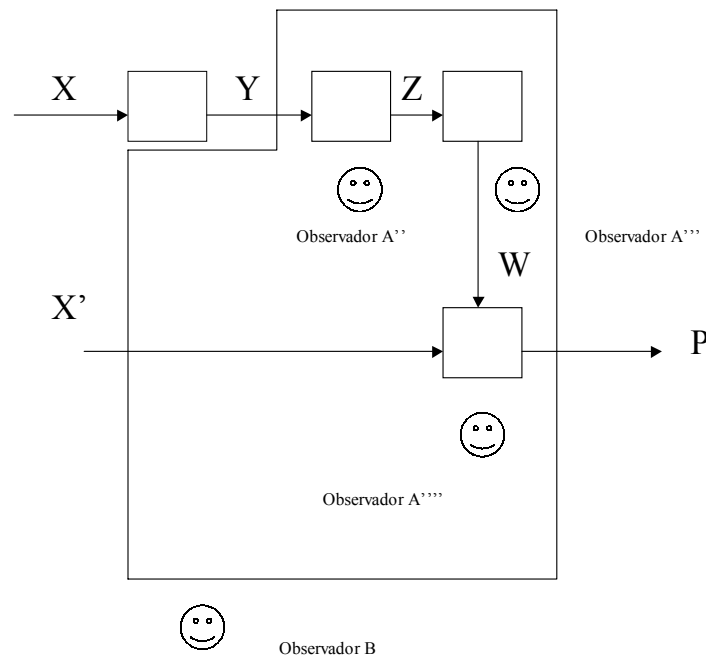 X
Y
Z
Observador A’’
Observador A’’’
W
X’
P
Observador A’’’’
Observador B